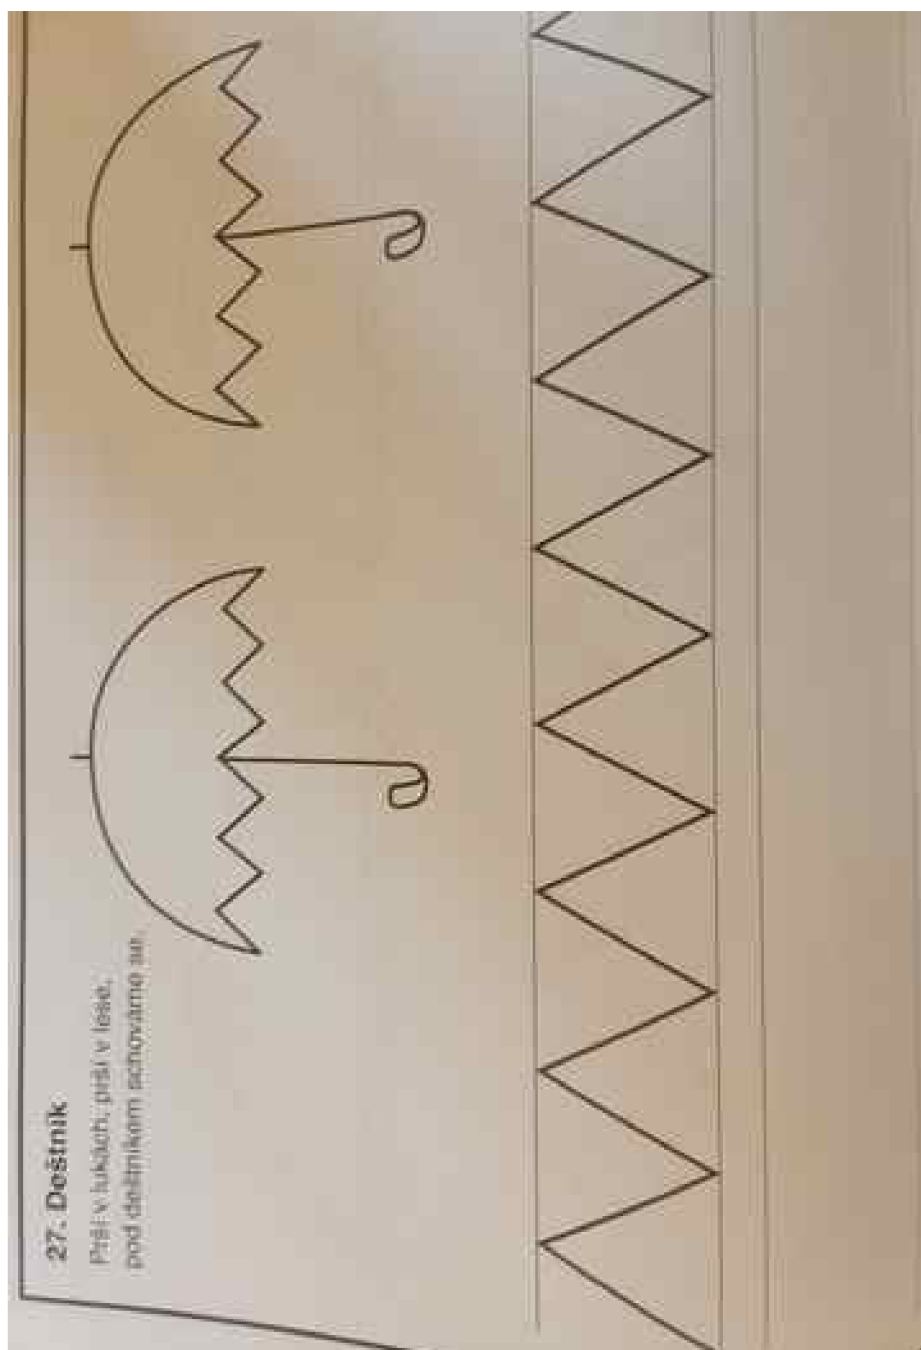 27. Deštník
Prší v lukách, prší v lese,
pod deštníkem schováme se.